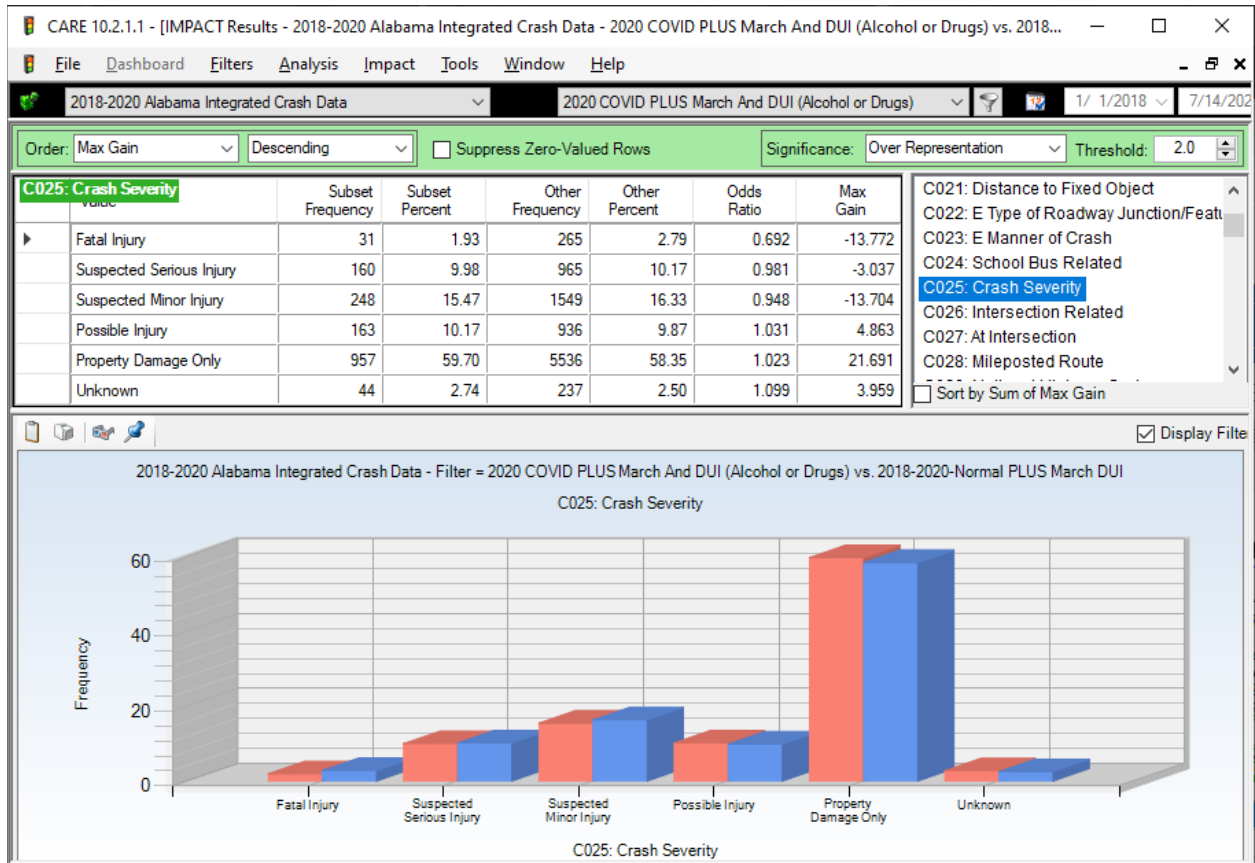 CARE 10.2.1.1 - [IMPACT Results - 2018-2020 Alabama Integrated Crash Data - 2020 COVID PLUS March And DUI (Alcohol or Drugs) vs. 2018...
File Dashboard Filters Analysis Impact Tools Window Help
2018-2020 Alabama Integrated Crash Data 2020 COVID PLUS March And DUI (Alcohol or Drugs) 1/ 1/2018 7/14/202
Order: Max Gain Descending Suppress Zero-Valued Rows Significance: Over Representation Threshold: 2.0
C025: Crash Severity Subset Frequency Subset Percent Other Frequency Other Percent Odds Ratio Max Gain
Fatal Injury 31 1.93 265 2.79 0.692 -13.772
Suspected Serious Injury 160 9.98 965 10.17 0.981 -3.037
Suspected Minor Injury 248 15.47 1549 16.33 0.948 -13.704
Possible Injury 163 10.17 936 9.87 1.031 4.863
Property Damage Only 957 59.70 5536 58.35 1.023 21.691
Unknown 44 2.74 237 2.50 1.099 3.959
C021: Distance to Fixed Object
C022: E Type of Roadway Junction/Featu
C023: E Manner of Crash
C024: School Bus Related
C025: Crash Severity
C026: Intersection Related
C027: At Intersection
C028: Mileposted Route
Sort by Sum of Max Gain
Display Filte
2018-2020 Alabama Integrated Crash Data - Filter = 2020 COVID PLUS March And DUI (Alcohol or Drugs) vs. 2018-2020-Normal PLUS March DUI
C025: Crash Severity
Frequency
60
40
20
0
Fatal Injury
Suspected
Serious Injury
Suspected
Minor Injury
Possible Injury
Property
Damage Only
Unknown
C025: Crash Severity